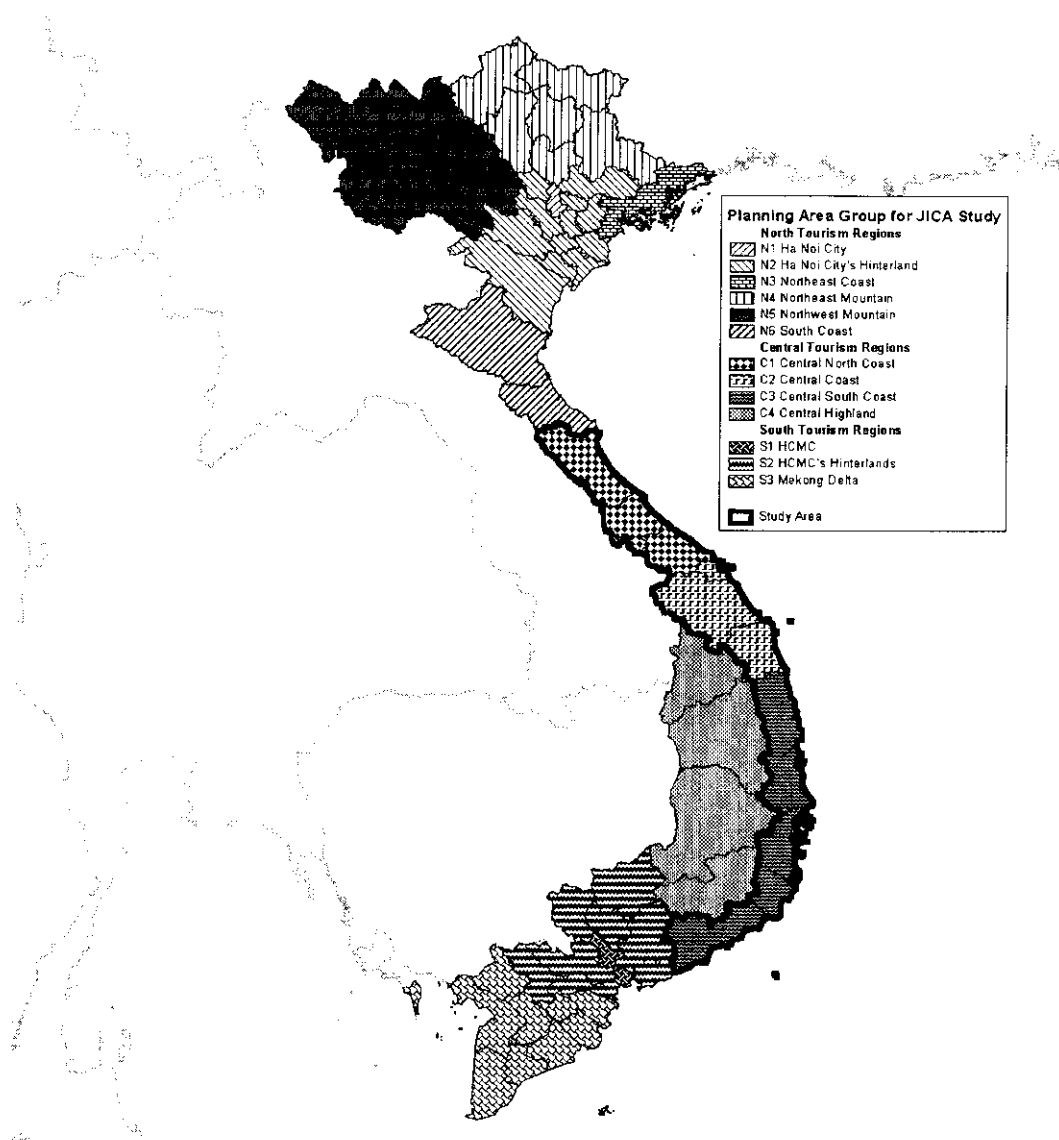 Planning Area Group for JICA Study
North Tourism Regions
N1 Ha Noi City
N2 Ha Noi City's Hinterland
N3 Northeast Coast
N4 Northeast Mountain
N5 Northwest Mountain
N6 South Coast
Central Tourism Regions
C1 Central North Coast
C2 Central Coast
C3 Central South Coast
C4 Central Highland
South Tourism Regions
S1 HCMC
S2 HCMC's Hinterlands
S3 Mekong Delta
Study Area